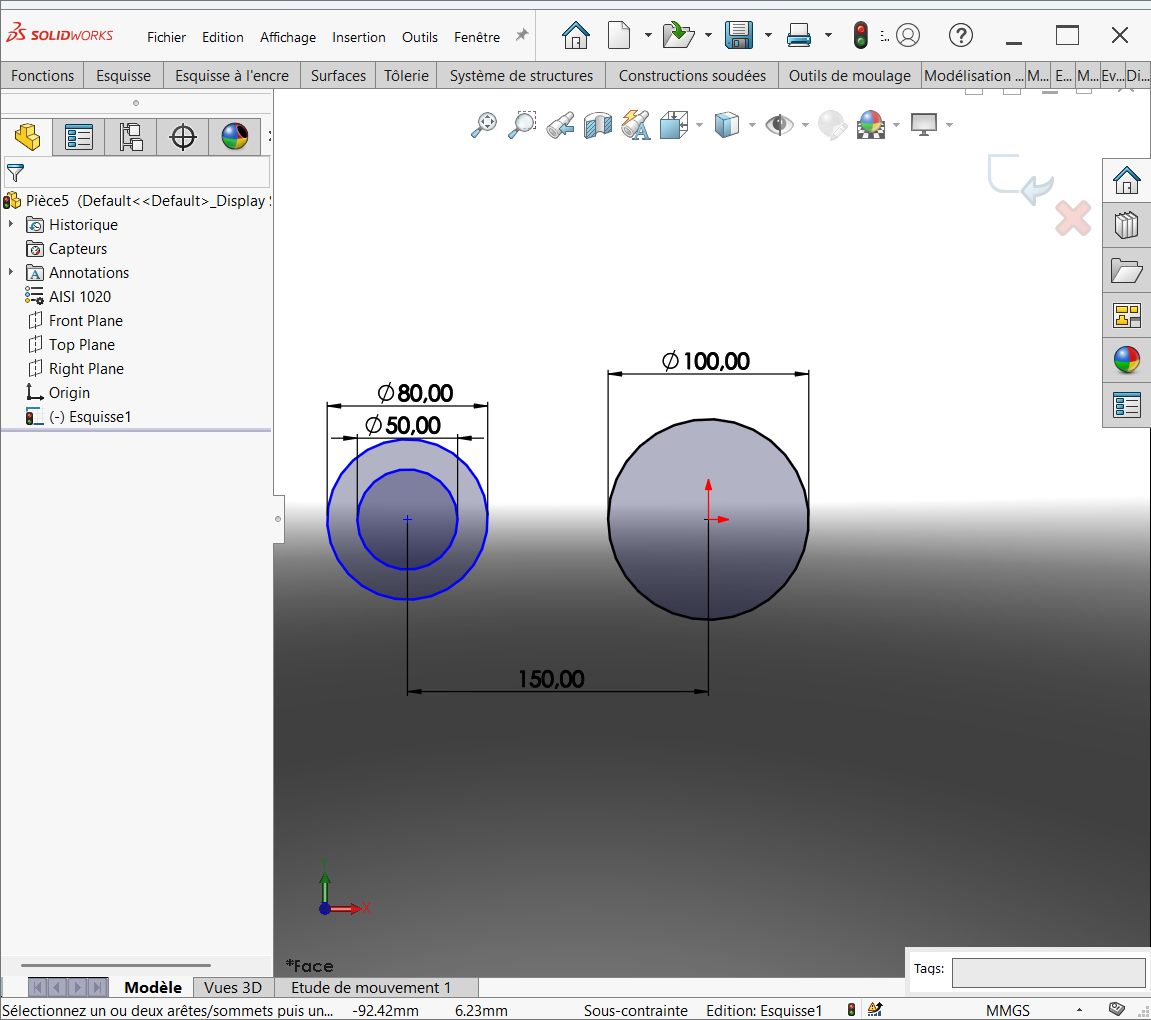 SOLIDWORKS Fichier Edition Affichage Insertion Outils Fenêtre
Fonctions Esquisse Esquisse à l'encre Surfaces Tôlerie Système de structures Constructions soudées Outils de moulage Modélisation ... M... E... M... Ev... Di...
Pièce5 (Default<<Default>_Display
Historique
Capteurs
Annotations
AISI 1020
Front Plane
Top Plane
Right Plane
Origin
(-) Esquisse1
∅100,00
∅80,00
∅50,00
150,00
Y
X
*Face
Tags:
Modèle Vues 3D Etude de mouvement 1
Sélectionnez un ou deux arêtes/sommets puis un... -92.42mm 6.23mm Sous-contrainte Edition: Esquisse1 MMGS